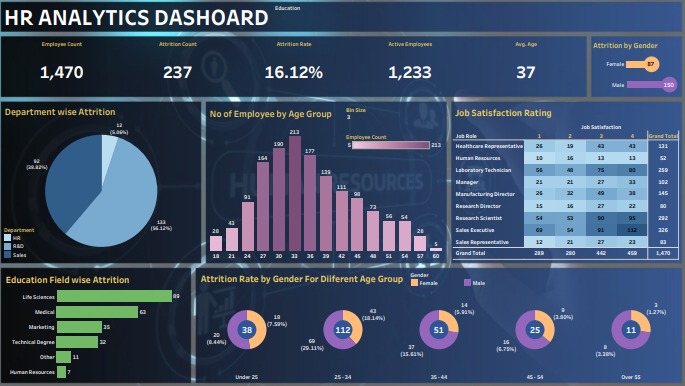 HR ANALYTICS DASHOARD
Education
Employee Count
Attrition Count
Attrition Rate
Active Employees
Avg. Age
1,470
237
16.12%
1,233
37
Attrition by Gender
Female 87
Male 150
Department wise Attrition
12
(5.06%)
92
(38.82%)
133
(56.12%)
Department
HR
R&D
Sales
No of Employee by Age Group
Bin Size
3
Employee Count
5 213
28 43 91 164 190 213 177 139 111 98 73 56 54 28 5
18 21 24 27 30 33 36 39 42 45 48 51 54 57 60
Job Satisfaction Rating
Job Satisfaction
Job Role 1 2 3 4 Grand Total
Healthcare Representative 26 19 43 43 131
Human Resources 10 16 13 13 52
Laboratory Technician 56 48 75 80 259
Manager 21 21 27 33 102
Manufacturing Director 26 32 49 38 145
Research Director 15 16 27 22 80
Research Scientist 54 53 90 95 292
Sales Executive 69 54 91 112 326
Sales Representative 12 21 27 23 83
Grand Total 289 280 442 459 1,470
Education Field wise Attrition
Life Sciences 89
Medical 63
Marketing 35
Technical Degree 32
Other 11
Human Resources 7
Attrition Rate by Gender For Diiferent Age Group
Gender
Female
Male
38
18
(7.59%)
20
(8.44%)
Under 25
112
43
(18.14%)
69
(29.11%)
25 - 34
51
14
(5.91%)
37
(15.61%)
35 - 44
25
9
(3.80%)
16
(6.75%)
45 - 54
11
3
(1.27%)
8
(3.38%)
Over 55